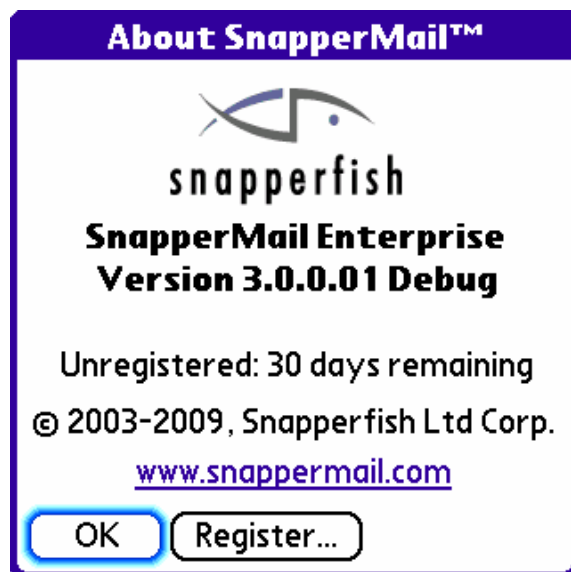 About SnapperMail™
snapperfish
SnapperMail Enterprise
Version 3.0.0.01 Debug
Unregistered: 30 days remaining
© 2003-2009, Snapperfish Ltd Corp.
www.snappermail.com
OK
Register...